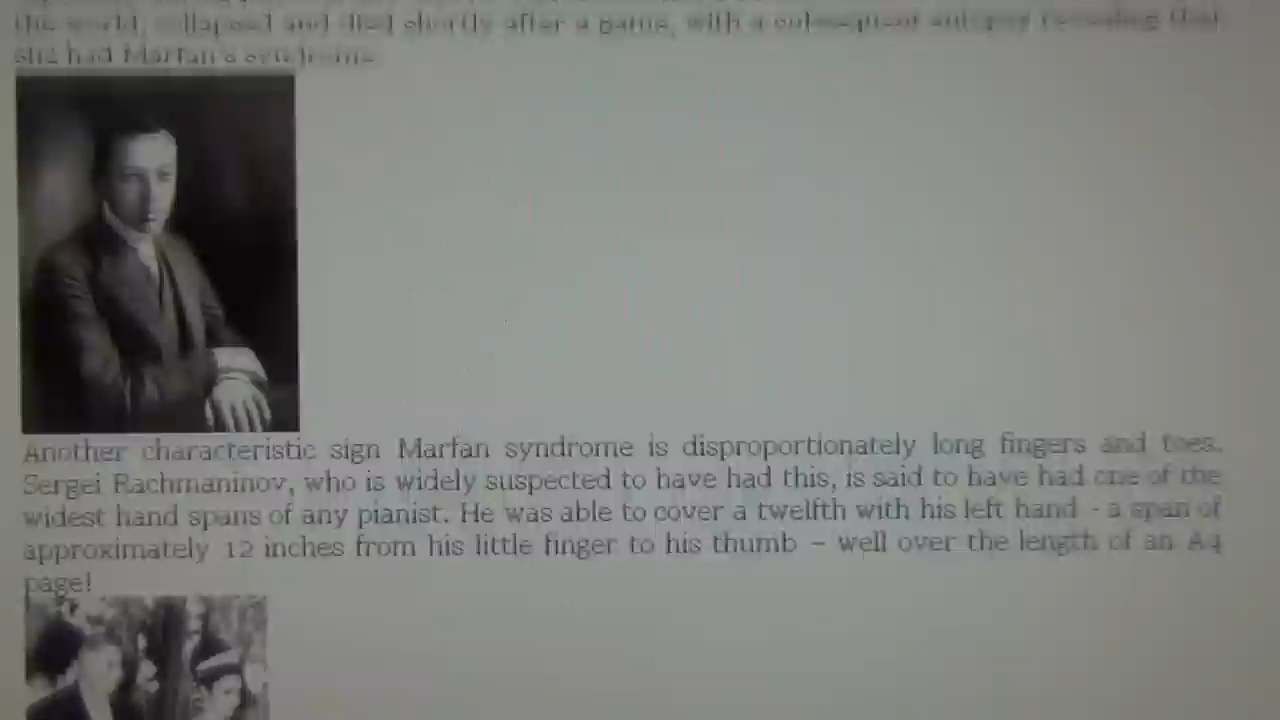 the world, collapsed and died shortly after a game, with a subsequent autopsy revealing that
she had Marfan's syndrome.
Another characteristic sign Marfan syndrome is disproportionately long fingers and toes.
Sergei Rachmaninov, who is widely suspected to have had this, is said to have had one of the
widest hand spans of any pianist. He was able to cover a twelfth with his left hand - a span of
approximately 12 inches from his little finger to his thumb – well over the length of an A4
page!